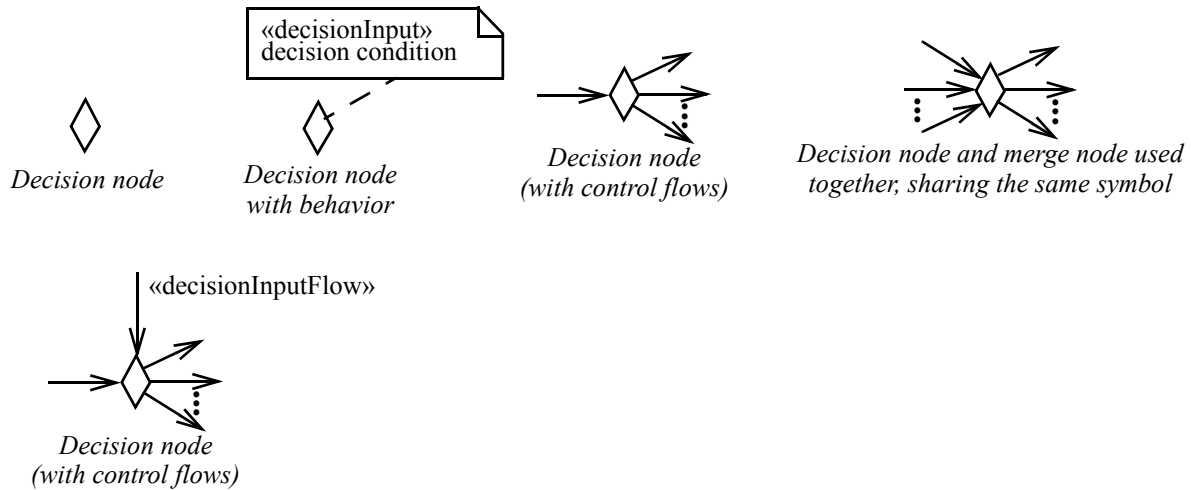 «decisionInput»
decision condition
Decision node
Decision node
with behavior
Decision node
(with control flows)
Decision node and merge node used
together, sharing the same symbol
«decisionInputFlow»
Decision node
(with control flows)